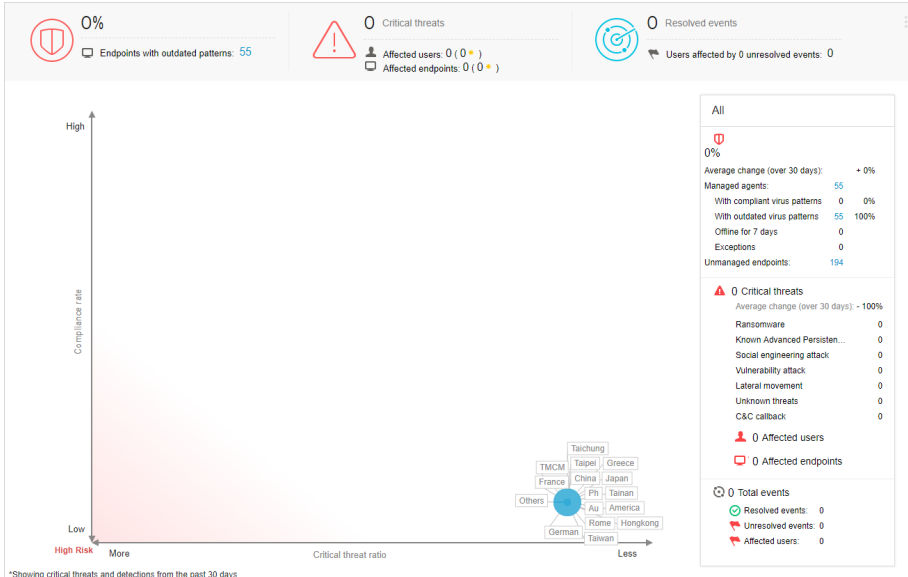 0%
Endpoints with outdated patterns: 55
0 Critical threats
Affected users: 0 ( 0 * )
Affected endpoints: 0 ( 0 * )
0 Resolved events
Users affected by 0 unresolved events: 0
High
Compliance rate
Low
High Risk
More
Critical threat ratio
Less
Taichung
TMCM
Taipei
Greece
France
China
Japan
Others
Ph
Tainan
Au
America
German
Rome
Hongkong
Taiwan
*Showing critical threats and detections from the past 30 days
All
0%
Average change (over 30 days): + 0%
Managed agents: 55
With compliant virus patterns 0 0%
With outdated virus patterns 55 100%
Offline for 7 days 0
Exceptions 0
Unmanaged endpoints: 194
0 Critical threats
Average change (over 30 days): - 100%
Ransomware 0
Known Advanced Persisten... 0
Social engineering attack 0
Vulnerability attack 0
Lateral movement 0
Unknown threats 0
C&C callback 0
0 Affected users
0 Affected endpoints
0 Total events
Resolved events: 0
Unresolved events: 0
Affected users: 0